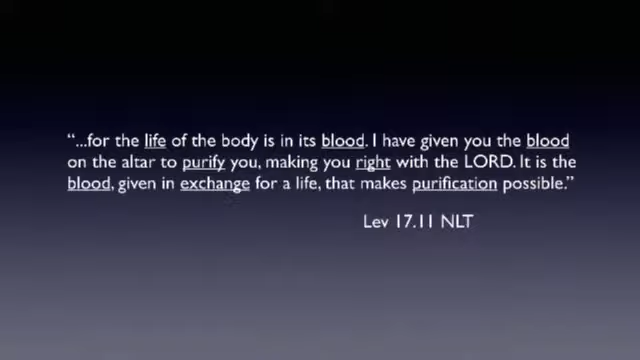 “...for the life of the body is in its blood. I have given you the blood
on the altar to purify you, making you right with the LORD. It is the
blood, given in exchange for a life, that makes purification possible.”
Lev 17.11 NLT